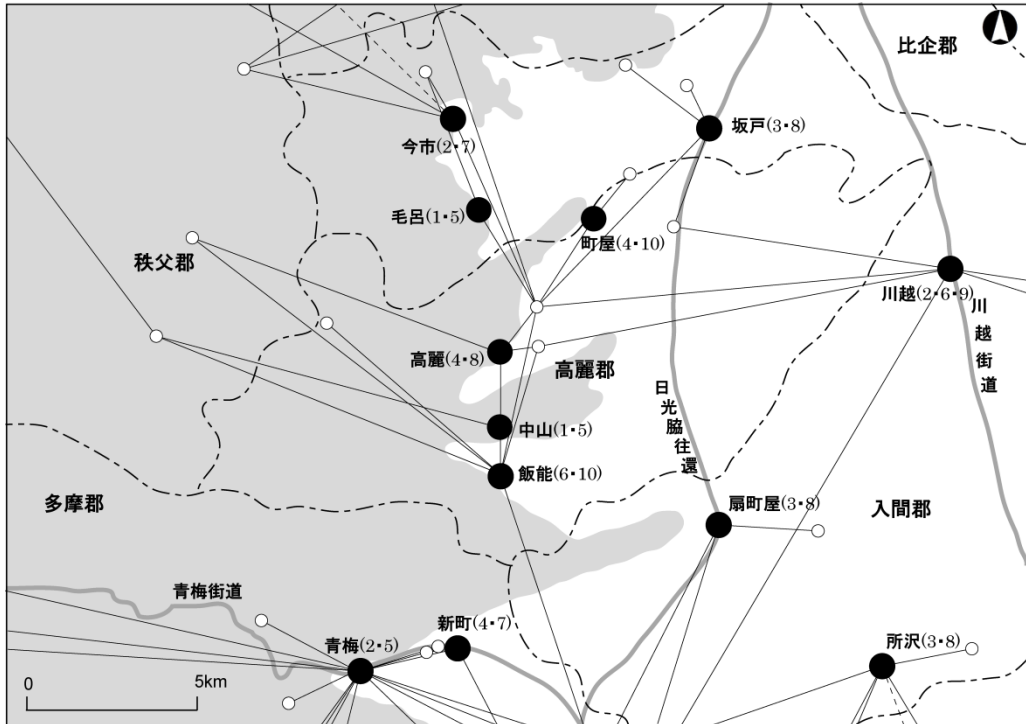 比企郡
坂戸(3・8)
今市(2・7)
毛呂(1・5)
町屋(4・10)
秩父郡
川越(2・6・9)
川越街道
高麗(4・8)
高麗郡
日光脇往還
中山(1・5)
飯能(6・10)
多摩郡
扇町屋(3・8)
入間郡
青梅街道
新町(4・7)
青梅(2・5)
所沢(3・8)
0
5km